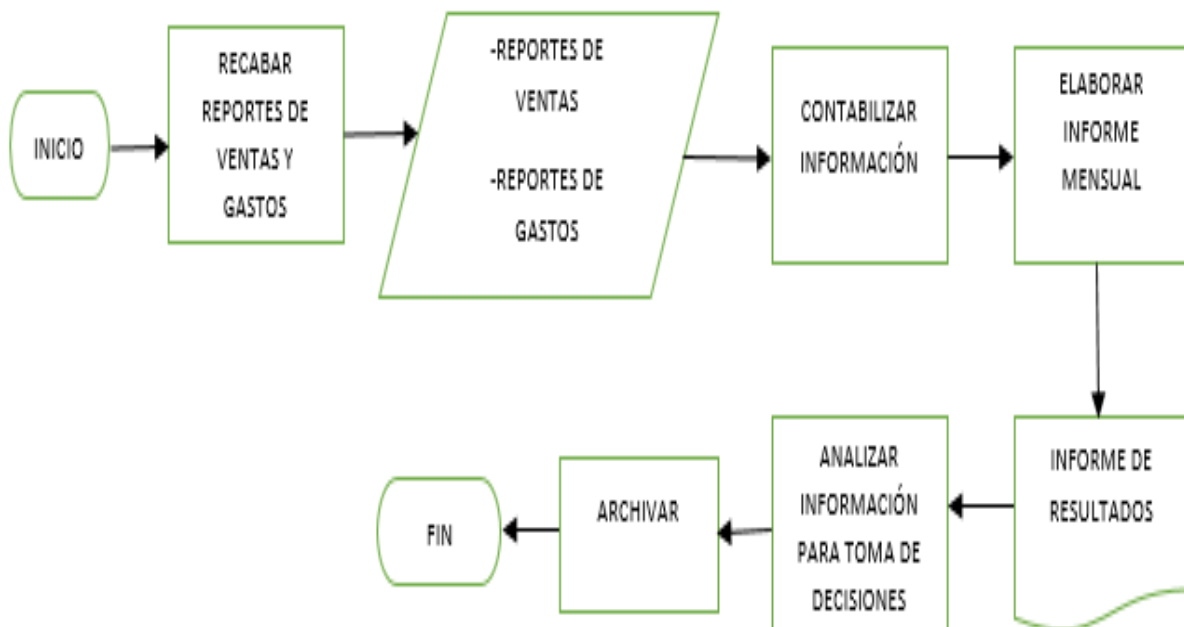 INICIO
RECABAR
REPORTES DE
VENTAS Y
GASTOS
-REPORTES DE
VENTAS
-REPORTES DE
GASTOS
CONTABILIZAR
INFORMACIÓN
ELABORAR
INFORME
MENSUAL
INFORME DE
RESULTADOS
ANALIZAR
INFORMACIÓN
PARA TOMA DE
DECISIONES
ARCHIVAR
FIN